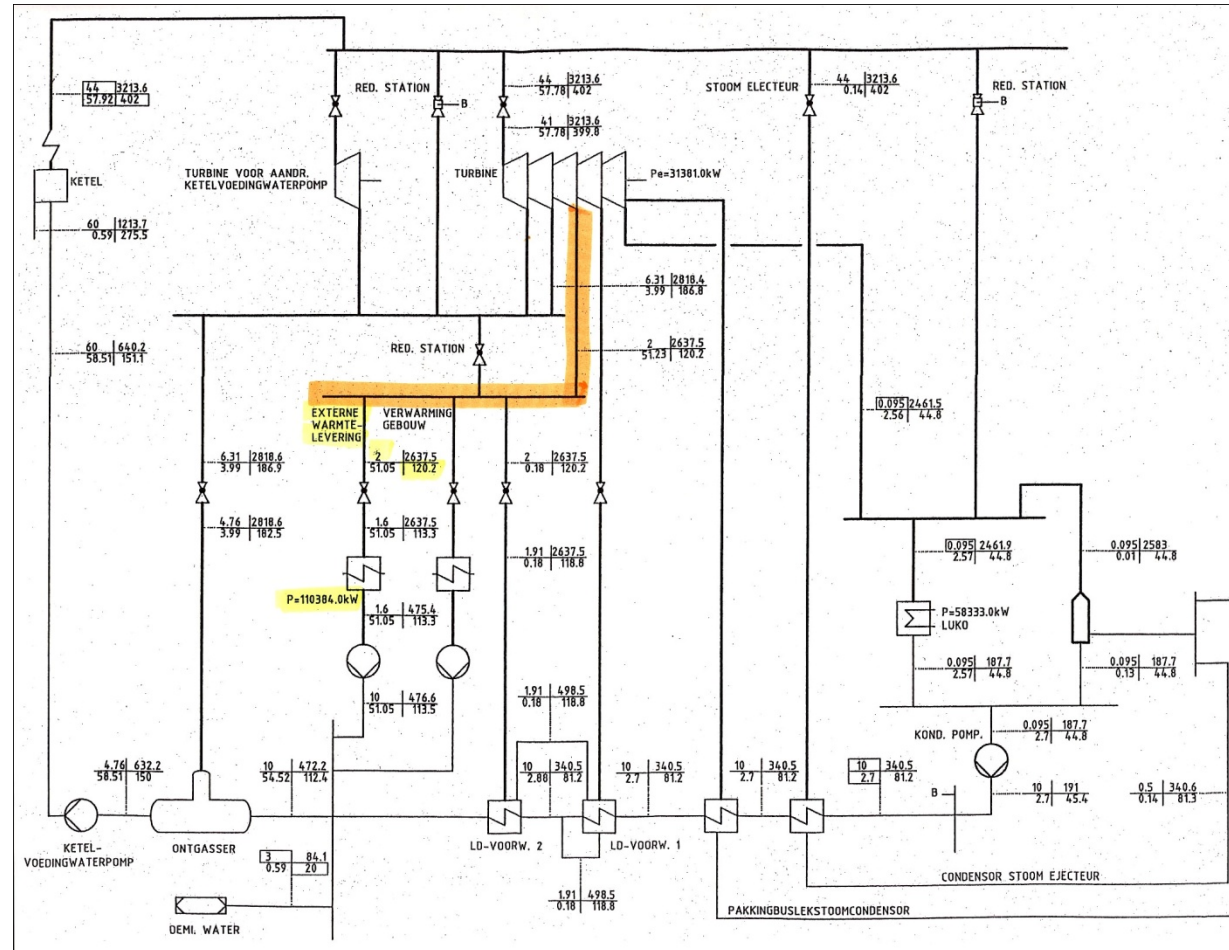 44 3213.6
57.92 402
KETEL
60 1213.7
0.59 275.5
60 640.2
58.51 151.1
TURBINE VOOR AANDR.
KETELVOEDINGWATERPOMP
RED. STATION
B
44 3213.6
57.78 402
41 3213.6
57.78 399.8
TURBINE
Pe=31381.0kW
STOOM ELECTEUR
44 3213.6
0.14 402
RED. STATION
B
6.31 2818.4
3.99 186.8
2 2637.5
51.23 120.2
RED. STATION
0.095 2461.5
2.56 44.8
EXTERNE
WARMTE-
LEVERING
VERWARMING
GEBOUW
6.31 2818.6
3.99 186.9
2 2637.5
51.05 120.2
2 2637.5
0.18 120.2
4.76 2818.6
3.99 182.5
1.6 2637.5
51.05 113.3
1.91 2637.5
0.18 118.8
0.095 2461.9
2.57 44.8
0.095 2583
0.01 44.8
P=110384.0kW
1.6 475.4
51.05 113.3
P=58333.0kW
LUKO
0.095 187.7
2.57 44.8
0.095 187.7
0.13 44.8
10 476.6
51.05 113.5
1.91 498.5
0.18 118.8
KOND. POMP.
0.095 187.7
2.7 44.8
4.76 632.2
58.51 150
10 472.2
54.52 112.4
10 340.5
2.88 81.2
10 340.5
2.7 81.2
10 340.5
2.7 81.2
10 340.5
2.7 81.2
B
10 191
2.7 45.4
0.5 340.6
0.14 81.3
KETEL-
VOEDINGWATERPOMP
ONTGASSER
LD-VOORW. 2
LD-VOORW. 1
3 84.1
0.59 20
1.91 498.5
0.18 118.8
CONDENSOR STOOM EJECTEUR
PAKKINGBUSLEKSTOOMCONDENSOR
DEMI. WATER